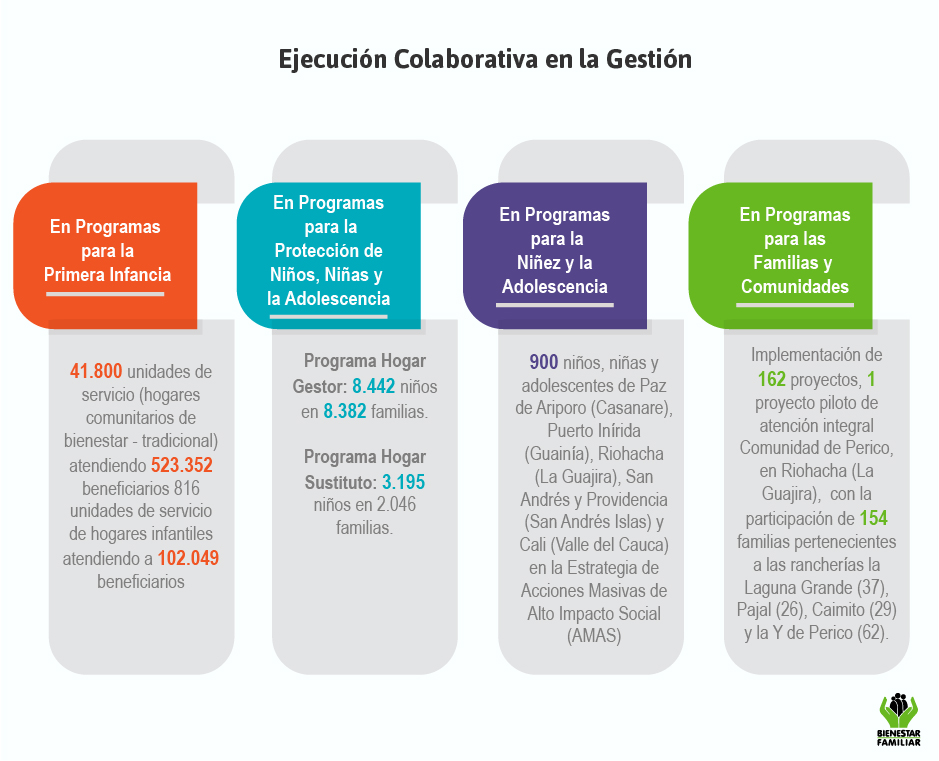 Ejecución Colaborativa en la Gestión
En Programas
para la
Primera Infancia
41.800 unidades de
servicio (hogares
comunitarios de
bienestar - tradicional)
atendiendo 523.352
beneficiarios 816
unidades de servicio
de hogares infantiles
atendiendo a 102.049
beneficiarios
En Programas
para la
Protección de
Niños, Niñas y
la Adolescencia
Programa Hogar
Gestor: 8.442 niños
en 8.382 familias.
Programa Hogar
Sustituto: 3.195
niños en 2.046
familias.
En Programas
para la
Niñez y la
Adolescencia
900 niños, niñas y
adolescentes de Paz
de Ariporo (Casanare),
Puerto Inírida
(Guainía), Riohacha
(La Guajira), San
Andrés y Providencia
(San Andrés Islas) y
Cali (Valle del Cauca)
en la Estrategia de
Acciones Masivas de
Alto Impacto Social
(AMAS)
En Programas
para las
Familias y
Comunidades
Implementación de
162 proyectos, 1
proyecto piloto de
atención integral
Comunidad de Perico,
en Riohacha (La
Guajira), con la
participación de 154
familias pertenecientes
a las rancherías la
Laguna Grande (37),
Pajal (26), Caimito (29)
y la Y de Perico (62).
BIENESTAR
FAMILIAR